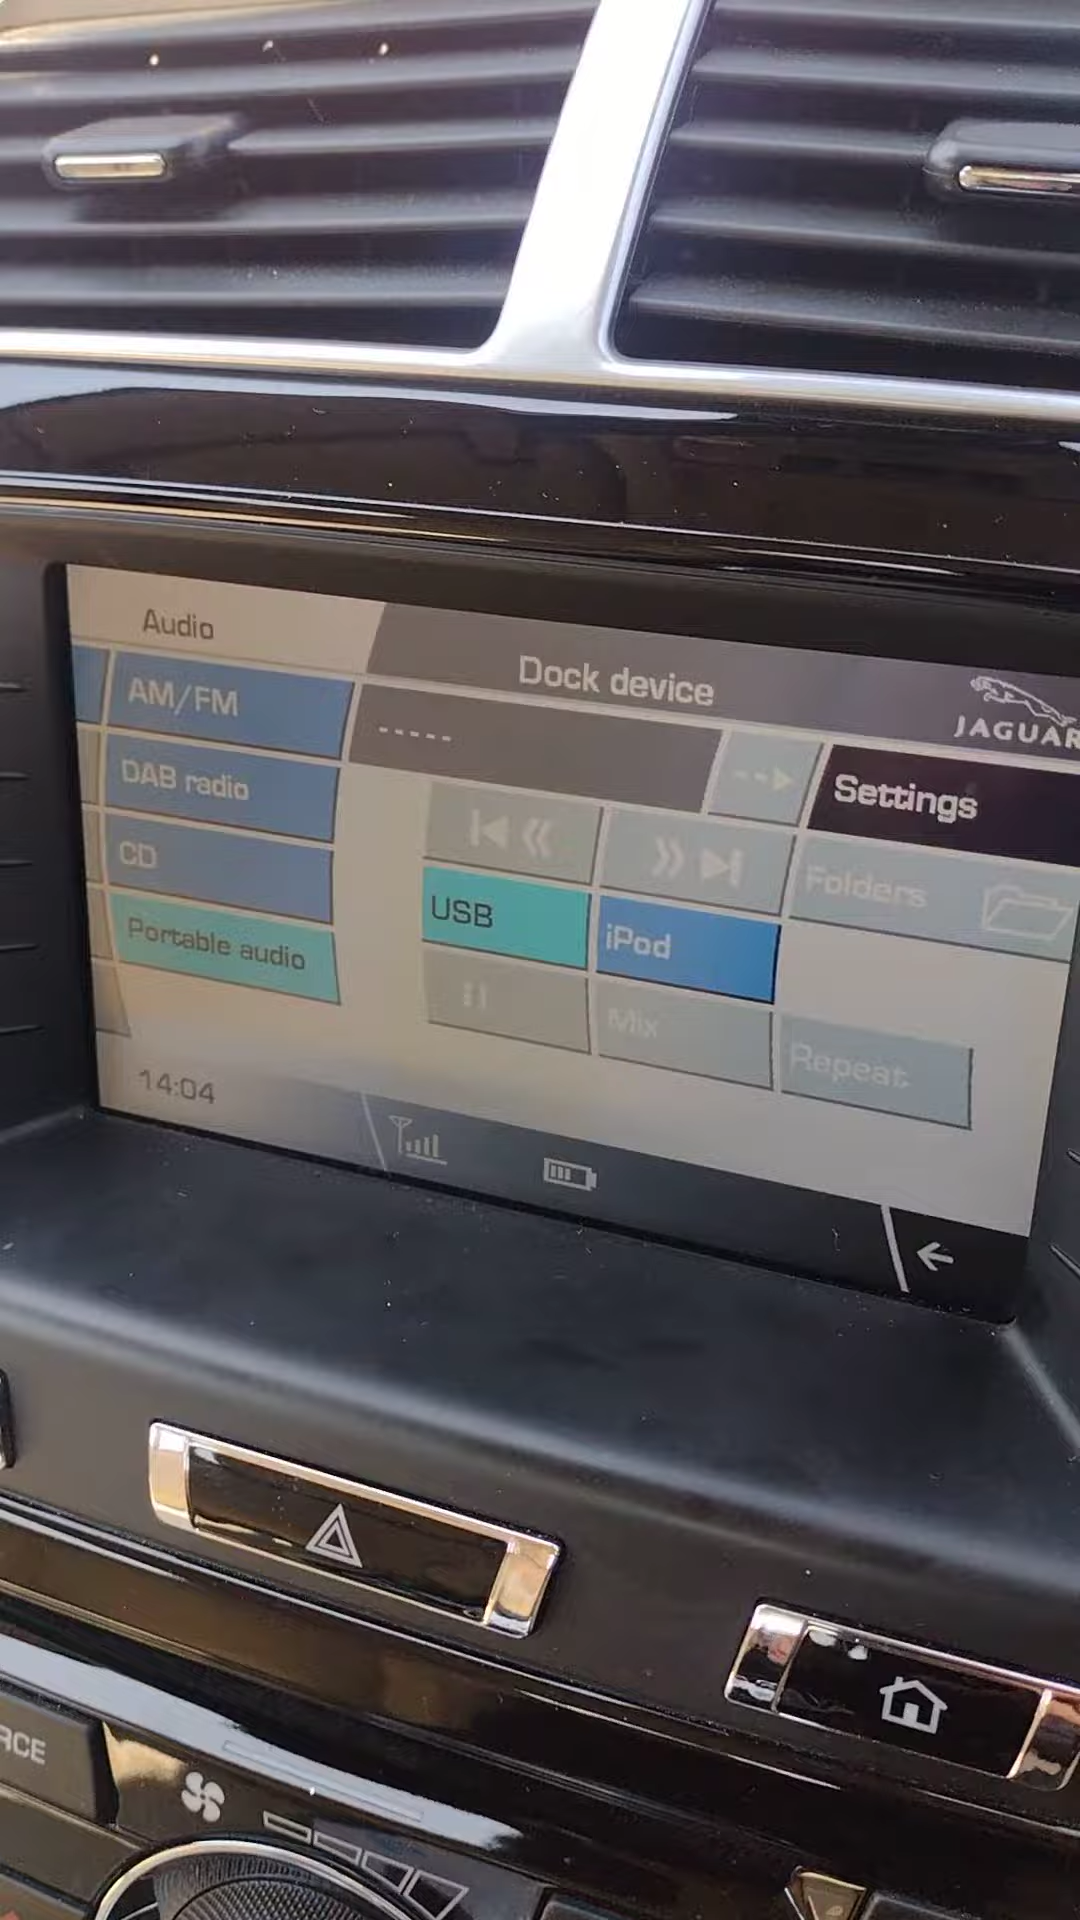 Audio
Dock device
JAGUAR
AM/FM
-----
Settings
DAB radio
CD
Folders
USB
iPod
Portable audio
Mix
Repeat
14:04
RCE